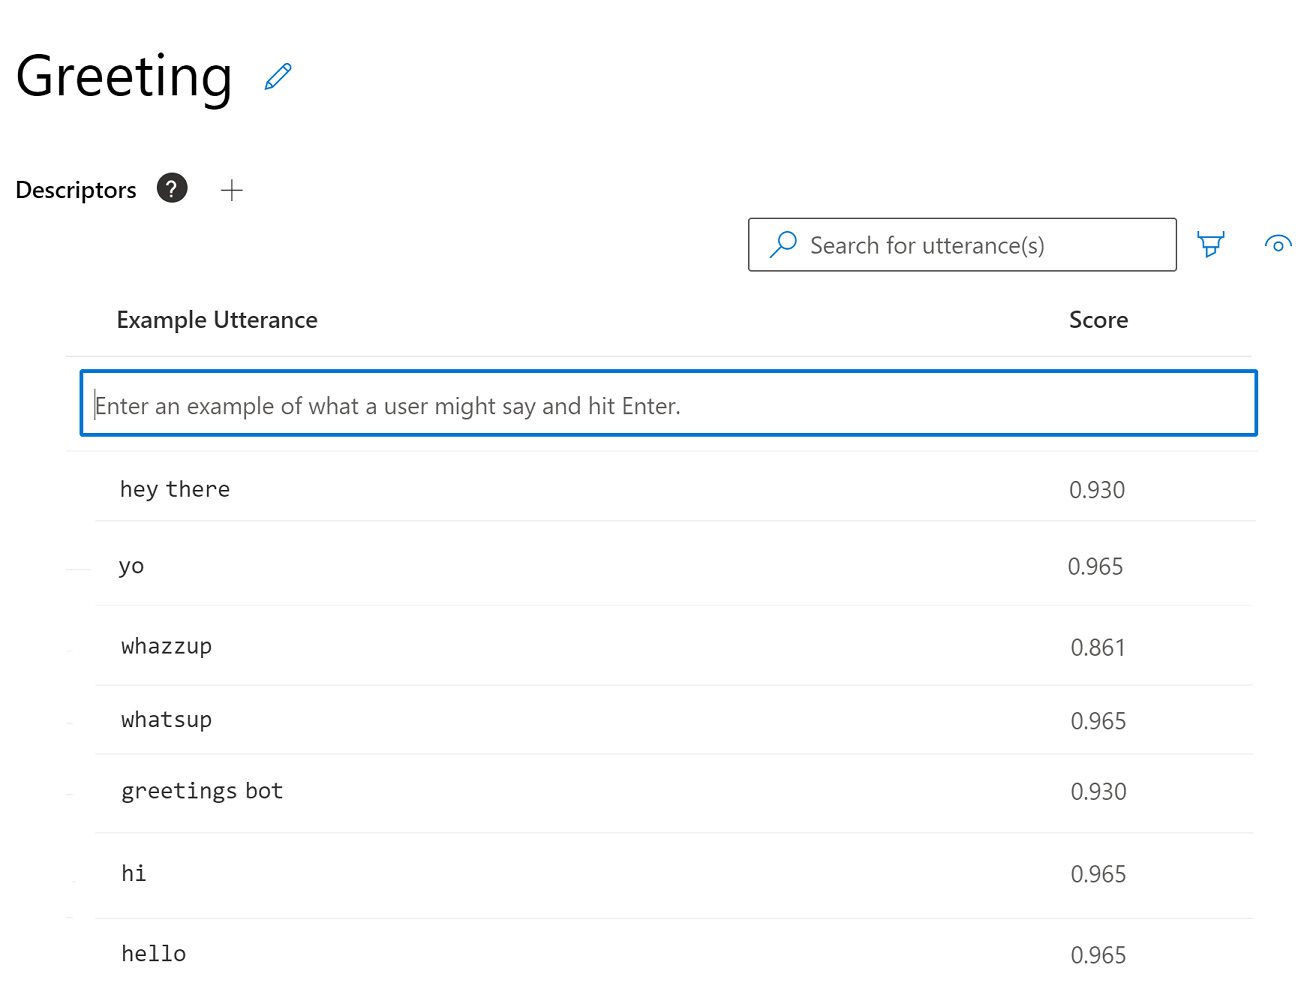 Greeting
Descriptors ?
Search for utterance(s)
Example Utterance Score
Enter an example of what a user might say and hit Enter.
hey there 0.930
yo 0.965
whazzup 0.861
whatsup 0.965
greetings bot 0.930
hi 0.965
hello 0.965